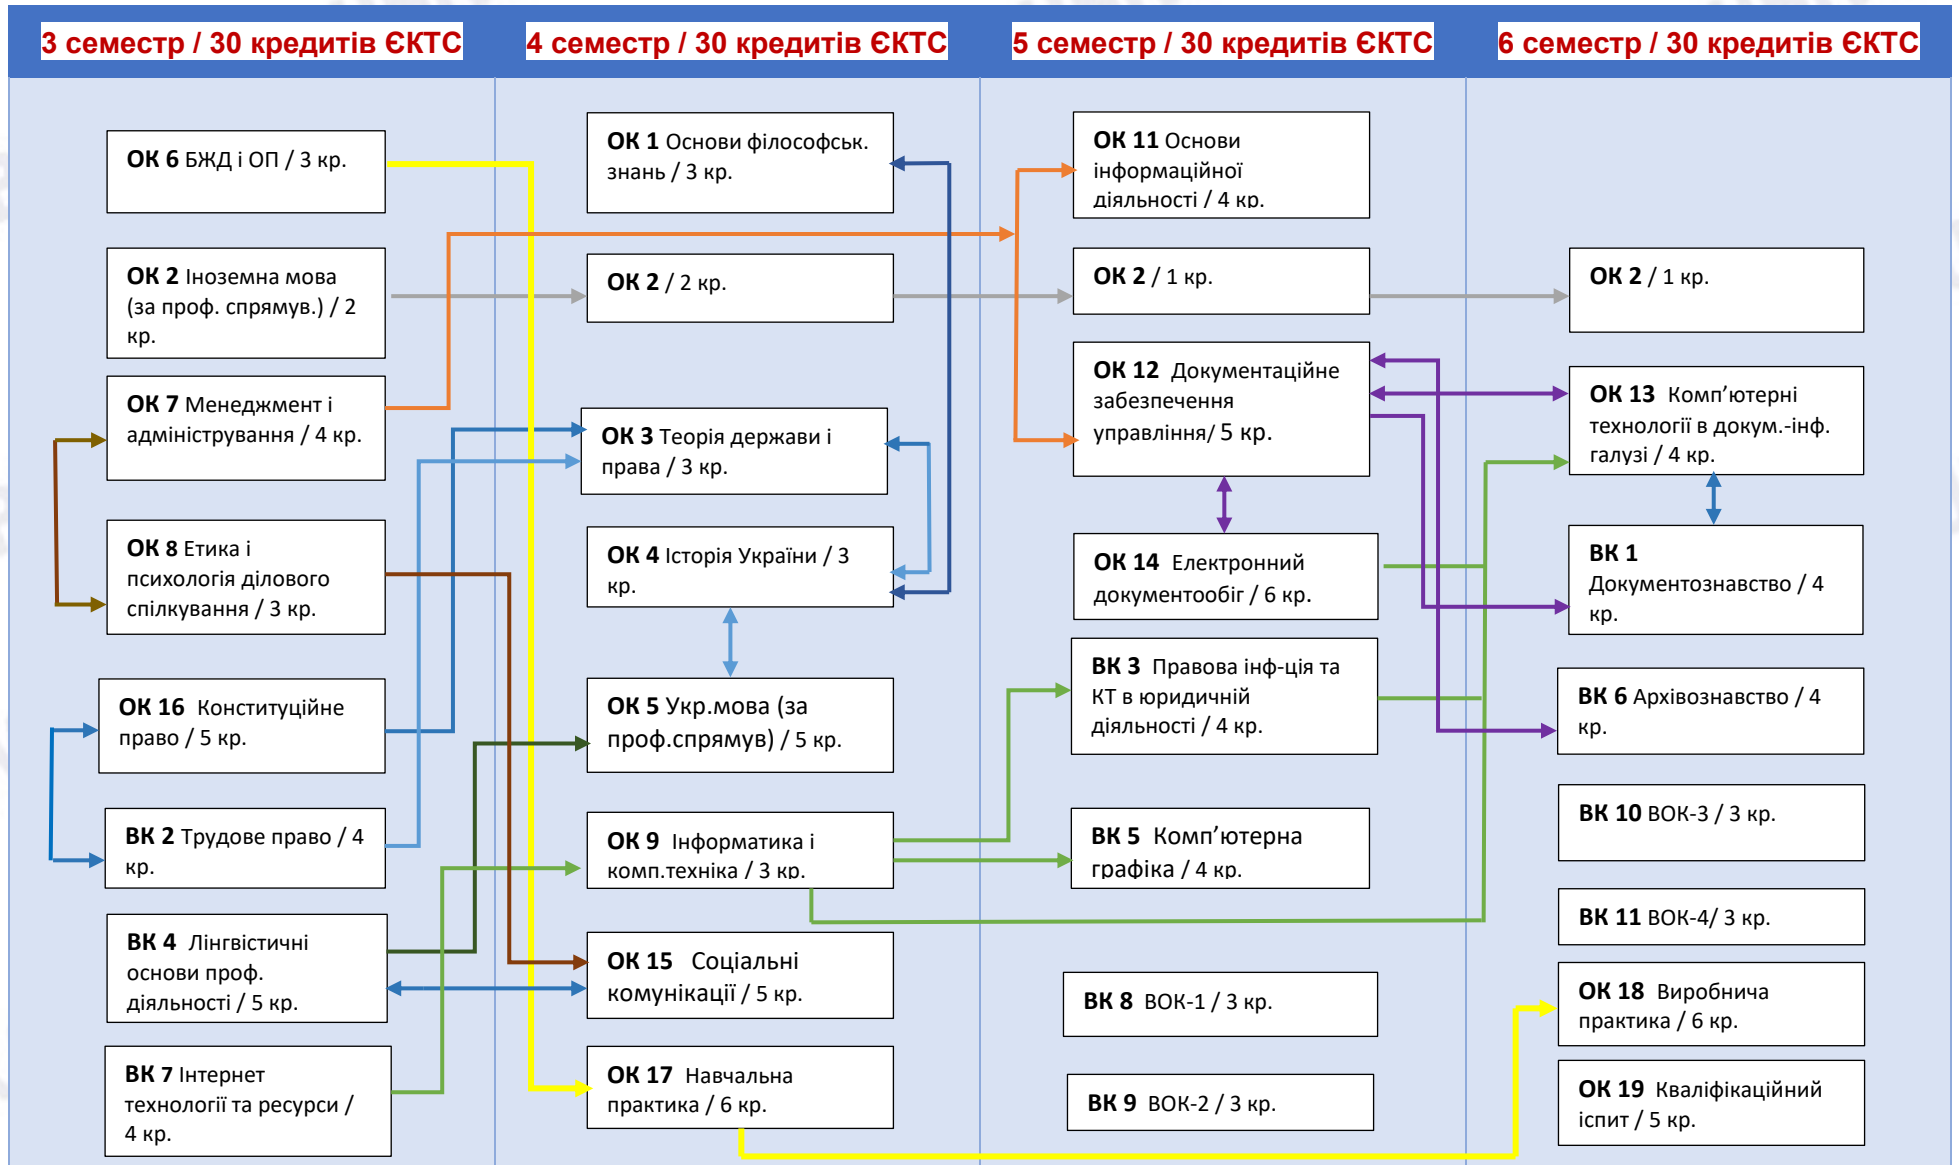 3 семестр / 30 кредитів ЄКТС
4 семестр / 30 кредитів ЄКТС
5 семестр / 30 кредитів ЄКТС
6 семестр / 30 кредитів ЄКТС
ОК 6 БЖД і ОП / 3 кр.
ОК 2 Іноземна мова
(за проф. спрямув.) / 2
кр.
ОК 7 Менеджмент і
адміністрування / 4 кр.
ОК 8 Етика і
психологія ділового
спілкування / 3 кр.
ОК 16 Конституційне
право / 5 кр.
ВК 2 Трудове право / 4
кр.
ВК 4 Лінгвістичні
основи проф.
діяльності / 5 кр.
ВК 7 Інтернет
технології та ресурси /
4 кр.
ОК 1 Основи філософськ.
знань / 3 кр.
ОК 2 / 2 кр.
ОК 3 Теорія держави і
права / 3 кр.
ОК 4 Історія України / 3
кр.
ОК 5 Укр.мова (за
проф.спрямув) / 5 кр.
ОК 9 Інформатика і
комп.техніка / 3 кр.
ОК 15 Соціальні
комунікації / 5 кр.
ОК 17 Навчальна
практика / 6 кр.
ОК 11 Основи
інформаційної
діяльності / 4 кр.
ОК 2 / 1 кр.
ОК 12 Документаційне
забезпечення
управління/ 5 кр.
ОК 14 Електронний
документообіг / 6 кр.
ВК 3 Правова інф-ція та
КТ в юридичній
діяльності / 4 кр.
ВК 5 Комп’ютерна
графіка / 4 кр.
ВК 8 ВОК-1 / 3 кр.
ВК 9 ВОК-2 / 3 кр.
ОК 2 / 1 кр.
ОК 13 Комп’ютерні
технології в докум.-інф.
галузі / 4 кр.
ВК 1
Документознавство / 4
кр.
ВК 6 Архівознавство / 4
кр.
ВК 10 ВОК-3 / 3 кр.
ВК 11 ВОК-4/ 3 кр.
ОК 18 Виробнича
практика / 6 кр.
ОК 19 Кваліфікаційний
іспит / 5 кр.